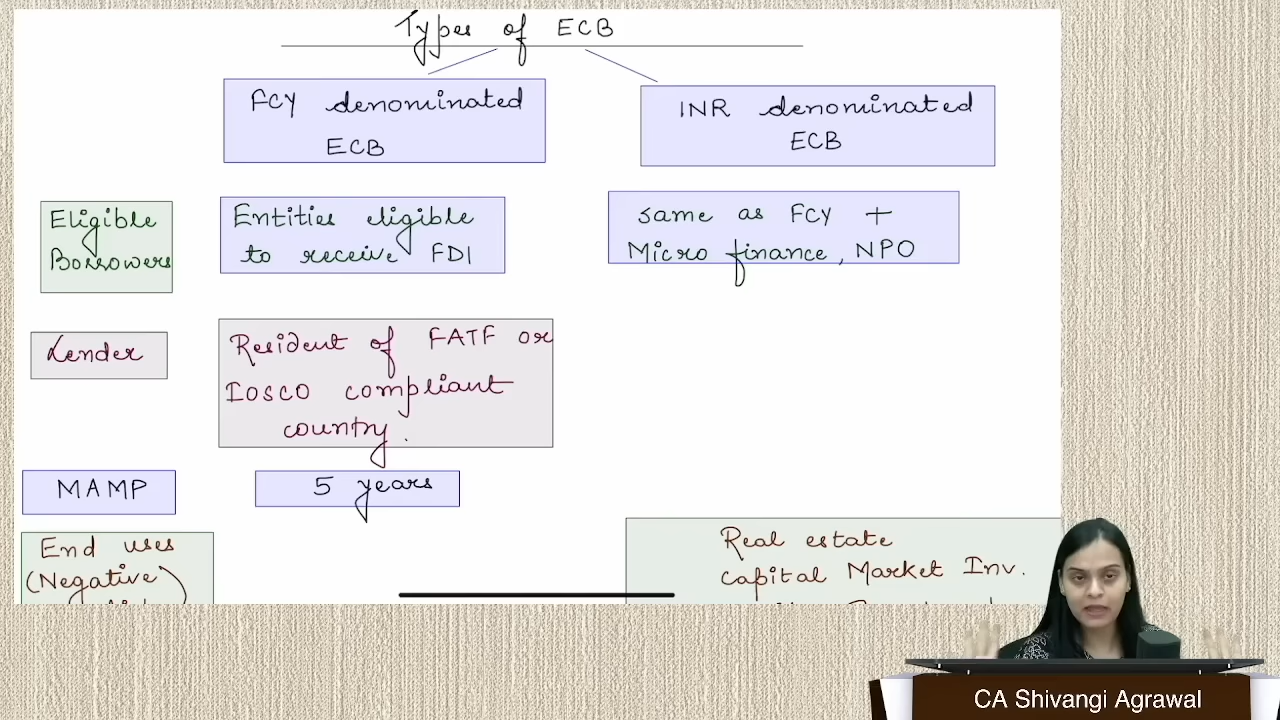 Types of ECB
FCY denominated
ECB
INR denominated
ECB
Eligible
Borrowers
Entities eligible
to receive FDI
same as FCY +
Micro finance, NPO
Lender
Resident of FATF or
IOSCO compliant
country.
MAMP
5 years
End uses
(Negative
Real estate
Capital Market Inv.
CA Shivangi Agrawal